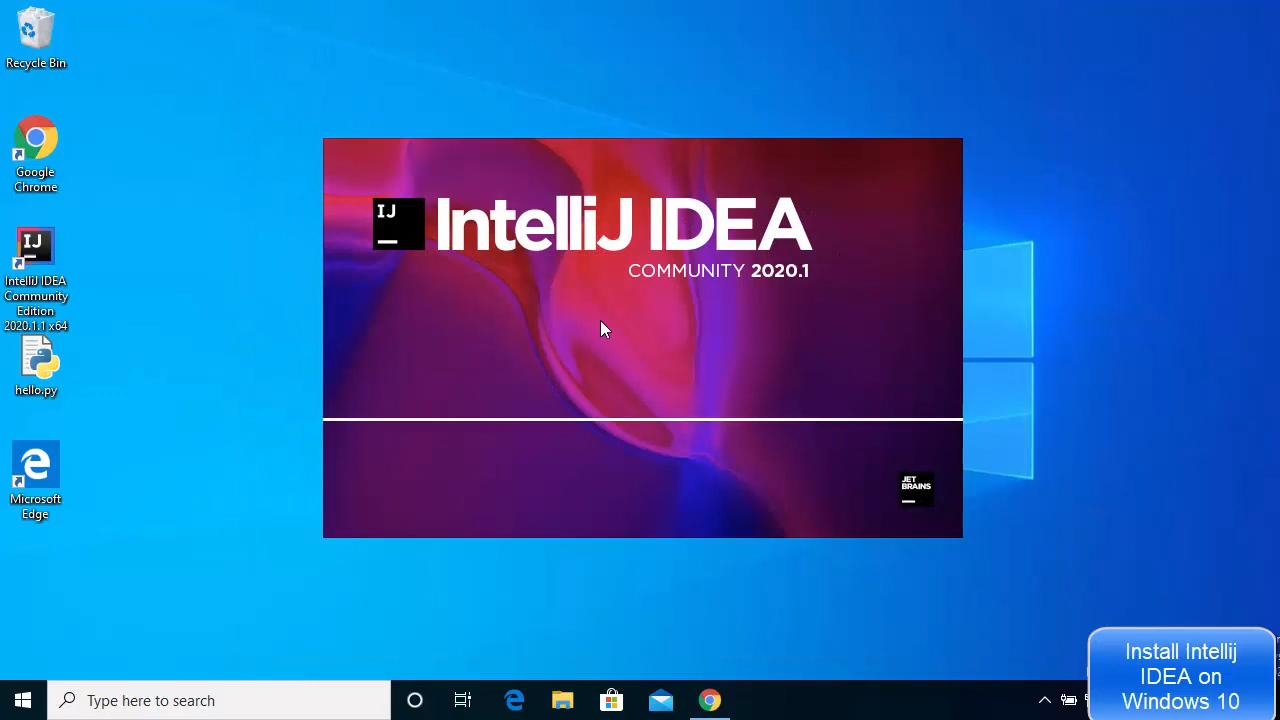 Recycle Bin
Google
Chrome
IJ
IntelliJ IDEA
Community
Edition
2020.1.1 x64
hello.py
Microsoft
Edge
IJ
IntelliJ IDEA
COMMUNITY 2020.1
JET
BRAINS
Type here to search
Install Intellij
IDEA on
Windows 10